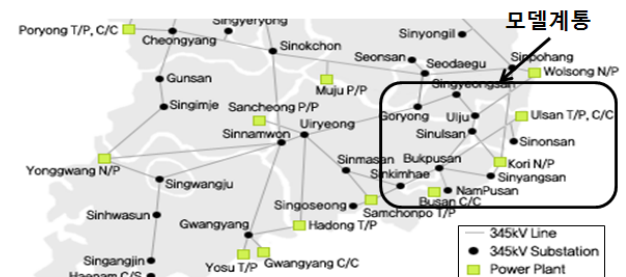 모델계통
Singyeryong
Poryong T/P, C/C
Cheongyang
Sinyongil
Sinokchon
Seonsan
Sinpohang
Seodaegu
Wolsong N/P
Gunsan
Muju P/P
Singyeongsan
Singimje
Sancheong P/P
Goryong
Ulju
Ulsan T/P, C/C
Uiryeong
Sinnamwon
Sinulsan
Sinonsan
Sinmasan
Bukpusan
Kori N/P
Yonggwang N/P
Sinkimhae
Sinyangsan
Singwangju
NamPusan
Busan C/C
Singoseong
Samchonpo T/P
Sinhwasun
Gwangyang
Hadong T/P
345kV Line
345kV Substation
Power Plant
Singangjin
Yosu T/P
Gwangyang C/C
Haenam C/S